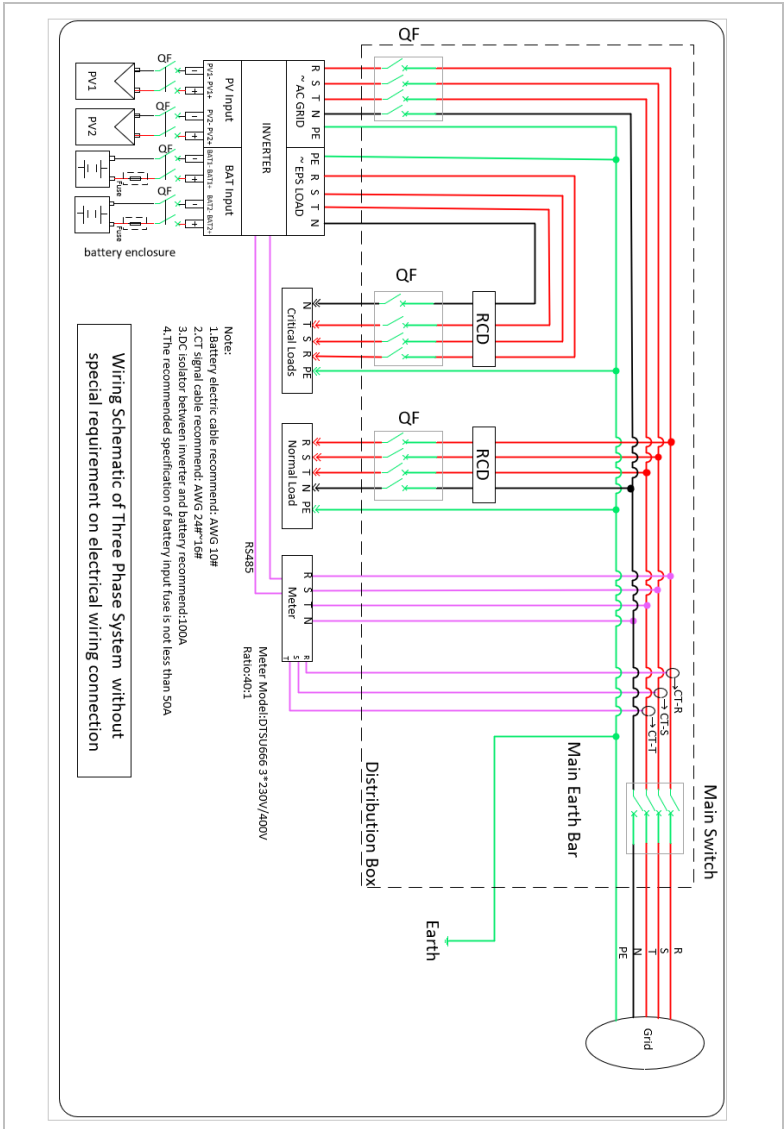 QF
PV1
PV2
QF
QF
QF
QF
Fuse
Fuse
battery enclosure
PV1- PV1+
PV2- PV2+
BAT1- BAT1+
BAT2- BAT2+
- + - + - + - +
PV Input
BAT Input
INVERTER
~ AC GRID
R S T N PE
~ EPS LOAD
PE R S T N
QF
RCD
N T S R PE
Critical Loads
QF
RCD
R S T N PE
Normal Load
RS485
R S T N
Meter
R S T
Meter Model:DTSU666 3*230V/400V
Ratio:40:1
CT-R
CT-S
CT-T
Main Switch
Main Earth Bar
Distribution Box
Earth
R
S
T
N
PE
Grid
Note:
1.Battery electric cable recommend: AWG 10#
2.CT signal cable recommend: AWG 24#~16#
3.DC isolator between inverter and battery recommend:100A
4.The recommended specification of battery input fuse is not less than 50A
Wiring Schematic of Three Phase System without
special requirement on electrical wiring connection